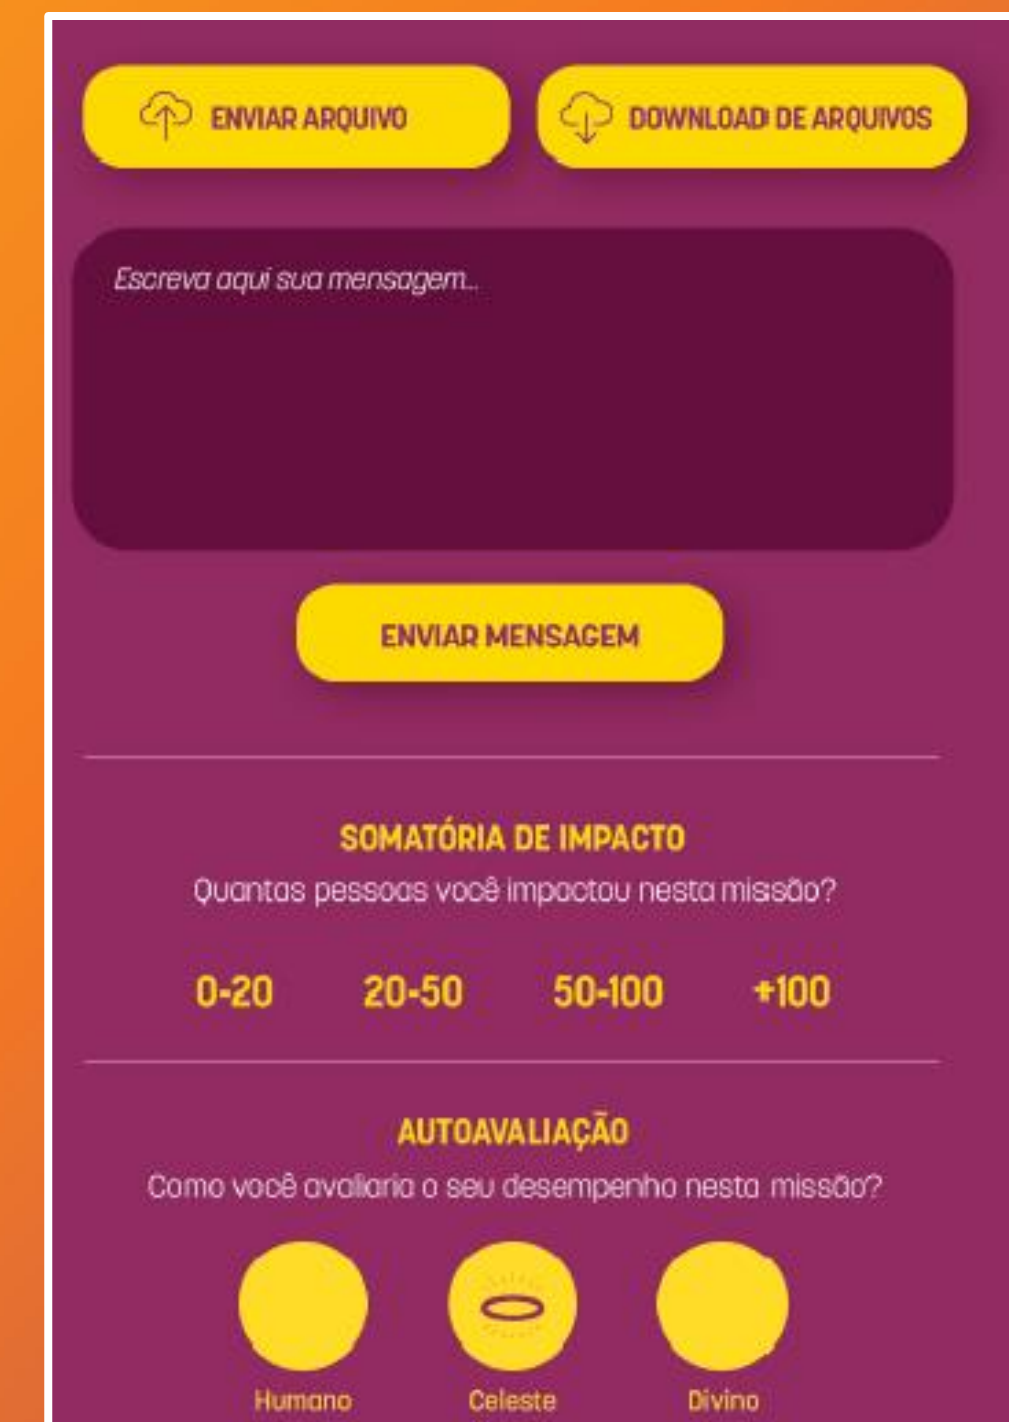 ENVIAR ARQUIVO
DOWNLOAD DE ARQUIVOS
Escreva aqui sua mensagem...
ENVIAR MENSAGEM
SOMATÓRIA DE IMPACTO
Quantas pessoas você impactou nesta missão?
0-20 20-50 50-100 +100
AUTOAVALIAÇÃO
Como você avaliaria o seu desempenho nesta missão?
Humano Celeste Divino